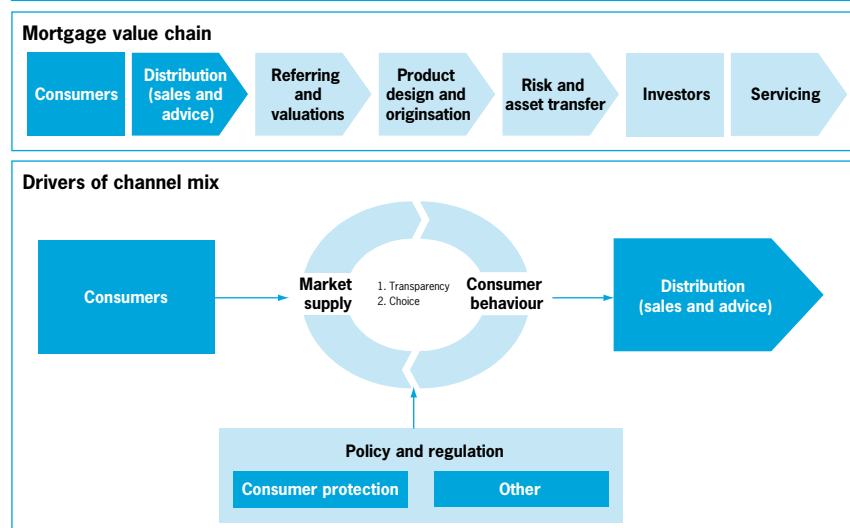 Mortgage value chain
Consumers
Distribution
(sales and
advice)
Referring
and
valuations
Product
design and
originsation
Risk and
asset transfer
Investors
Servicing
Drivers of channel mix
Consumers
Market
supply
1. Transparency
2. Choice
Consumer
behaviour
Distribution
(sales and advice)
Policy and regulation
Consumer protection
Other